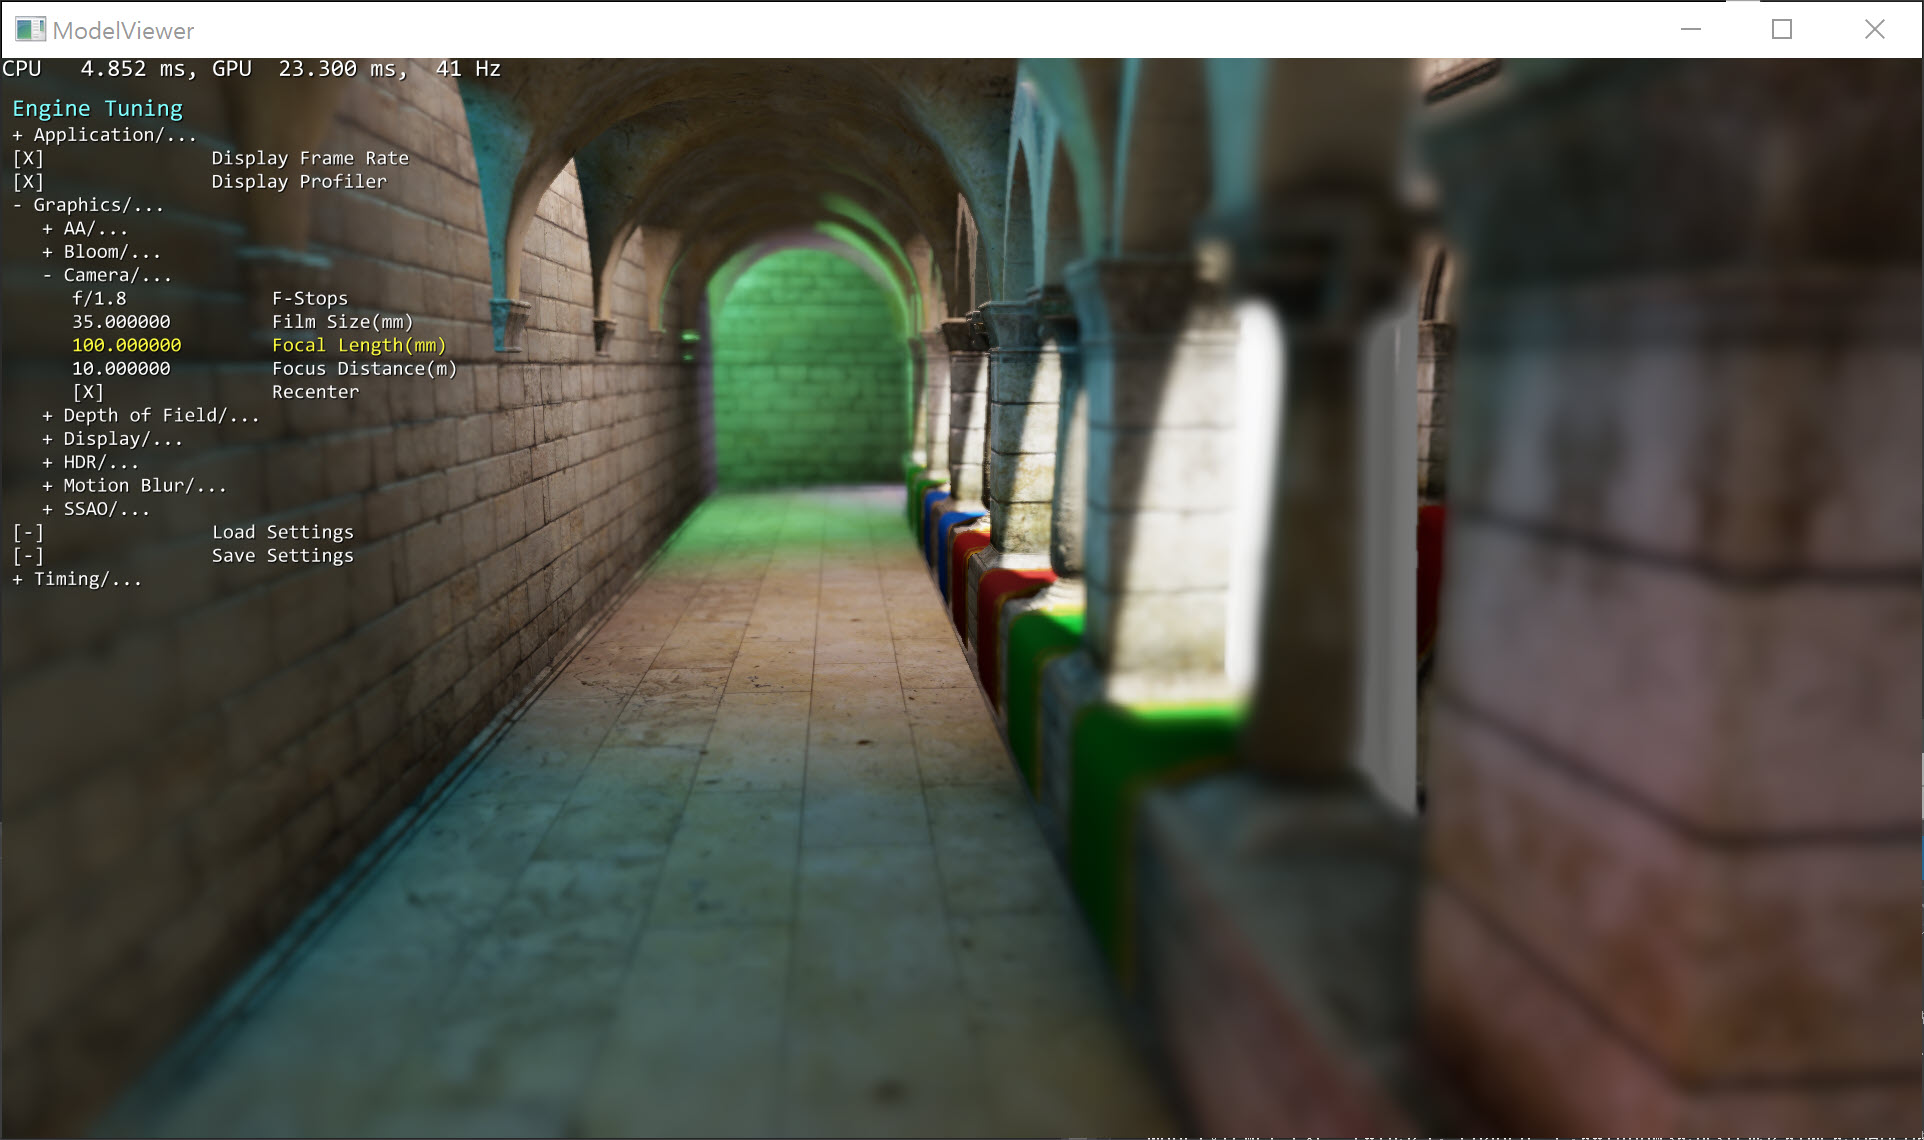 ModelViewer
CPU 4.852 ms, GPU 23.300 ms, 41 Hz
Engine Tuning
+ Application/...
[X] Display Frame Rate
[X] Display Profiler
- Graphics/...
+ AA/...
+ Bloom/...
- Camera/...
f/1.8 F-Stops
35.000000 Film Size(mm)
100.000000 Focal Length(mm)
10.000000 Focus Distance(m)
[X] Recenter
+ Depth of Field/...
+ Display/...
+ HDR/...
+ Motion Blur/...
+ SSAO/...
[-] Load Settings
[-] Save Settings
+ Timing/...